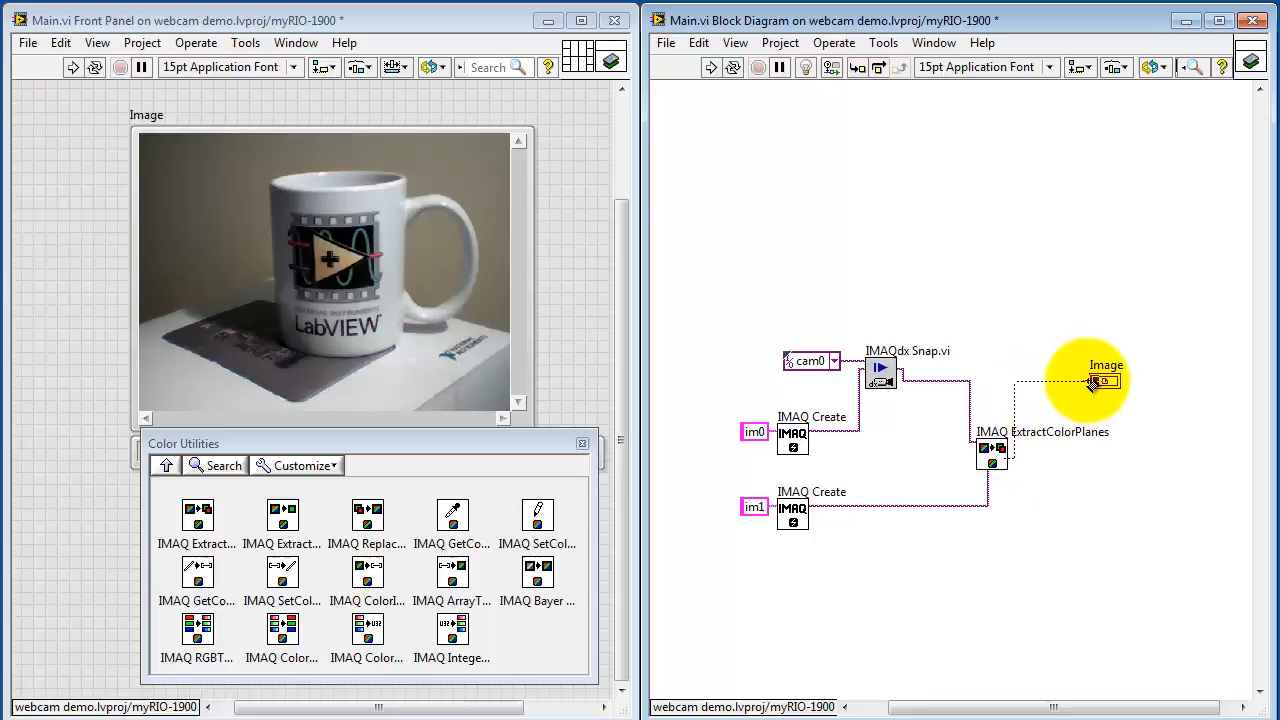 Main.vi Front Panel on webcam demo.lvproj/myRIO-1900 *
File Edit View Project Operate Tools Window Help
15pt Application Font
Search
?
Image
LabVIEW
Color Utilities
Search
Customize
IMAQ Extract... IMAQ Extract... IMAQ Replac... IMAQ GetCo... IMAQ SetCol...
IMAQ GetCo... IMAQ SetCol... IMAQ ColorI... IMAQ ArrayT... IMAQ Bayer ...
U32 U32
IMAQ RGBT... IMAQ Color... IMAQ Color... IMAQ Intege...
webcam demo.lvproj/myRIO-1900
Main.vi Block Diagram on webcam demo.lvproj/myRIO-1900 *
File Edit View Project Operate Tools Window Help
15pt Application Font
?
IMAQdx Snap.vi
cam0
Image
IMAQ Create
im0
IMAQ
IMAQ ExtractColorPlanes
IMAQ Create
im1
IMAQ
webcam demo.lvproj/myRIO-1900